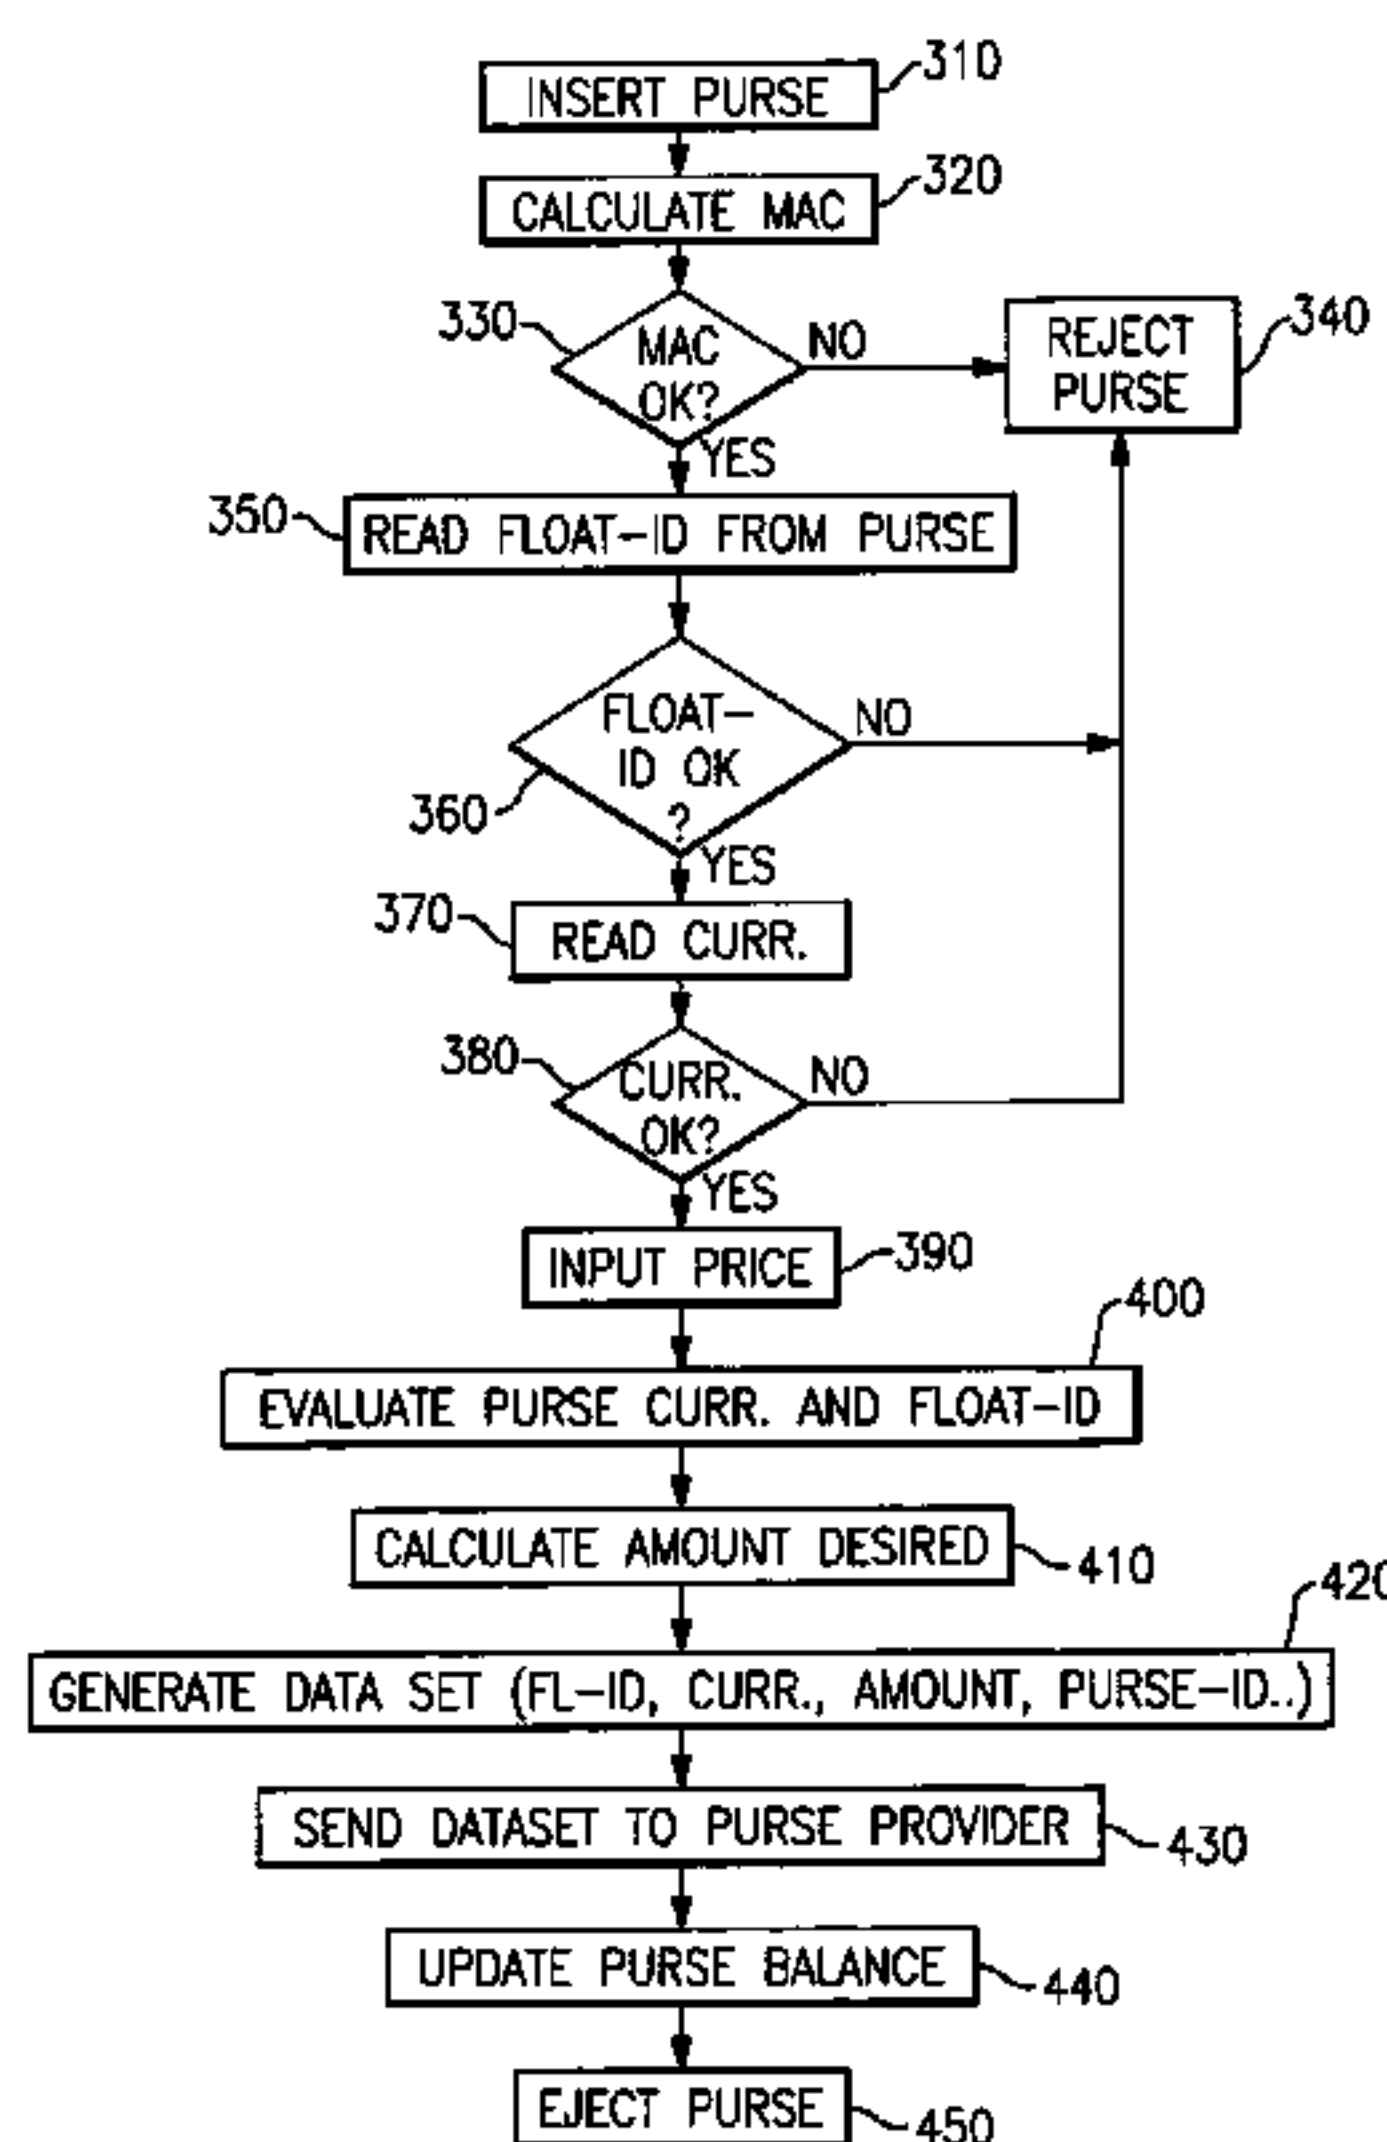 INSERT PURSE
310
CALCULATE MAC
320
330
MAC
OK?
NO
YES
REJECT
PURSE
340
350
READ FLOAT-ID FROM PURSE
FLOAT-
ID OK
?
NO
360
YES
370
READ CURR.
380
CURR.
OK?
NO
YES
INPUT PRICE
390
400
EVALUATE PURSE CURR. AND FLOAT-ID
CALCULATE AMOUNT DESIRED
410
420
GENERATE DATA SET (FL-ID, CURR., AMOUNT, PURSE-ID..)
SEND DATASET TO PURSE PROVIDER
430
UPDATE PURSE BALANCE
440
EJECT PURSE
450